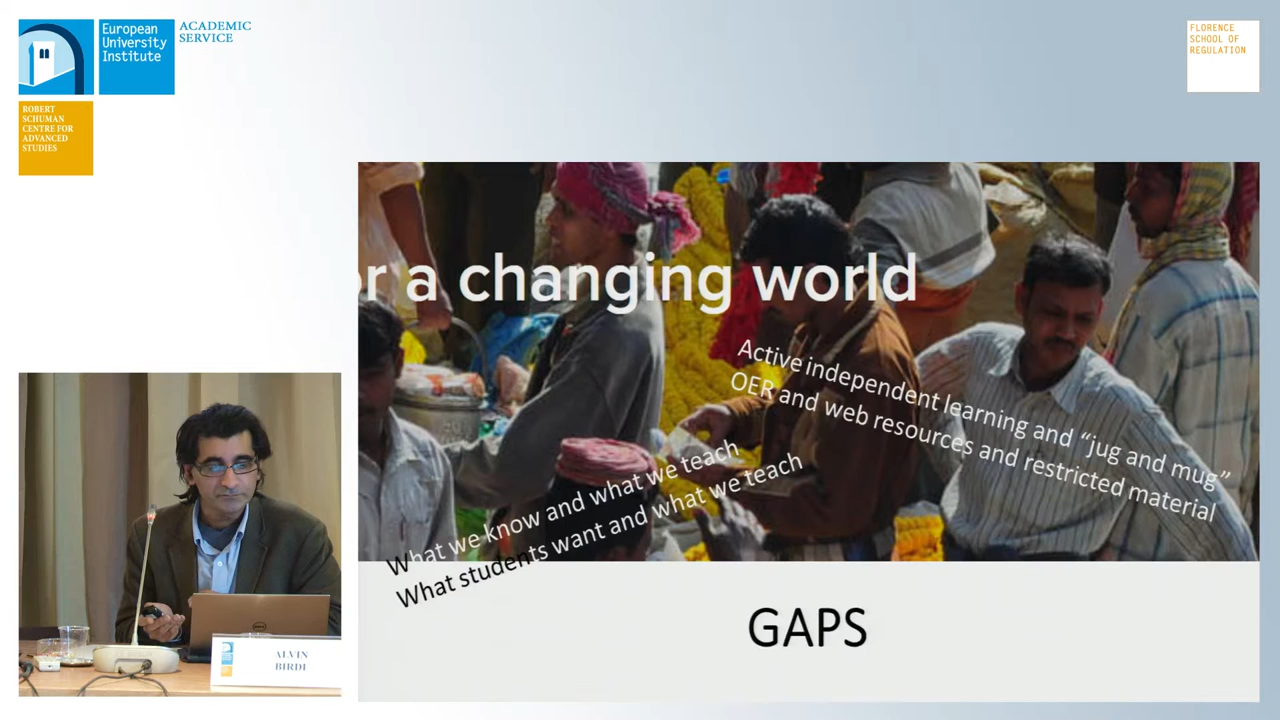 European
University
Institute
ACADEMIC
SERVICE
ROBERT
SCHUMAN
CENTRE FOR
ADVANCED
STUDIES
FLORENCE
SCHOOL OF
REGULATION
or a changing world
Active independent learning and “jug and mug”
OER and web resources and restricted material
What we know and what we teach
What students want and what we teach
GAPS
DELL
ALVIN
BIRDI